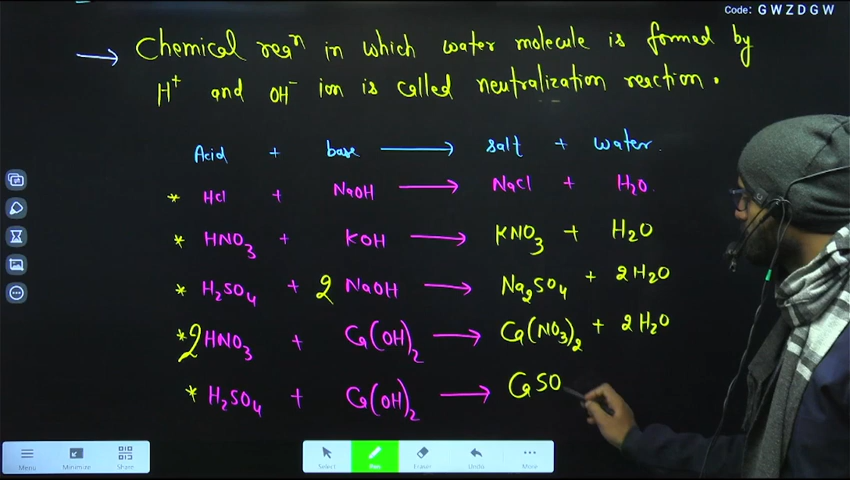 Code: G W Z D G W
Chemical reaⁿ in which water molecule is formed by
H⁺ and OH⁻ ion is called neutralization reaction.
Acid + base ⟶ salt + water.
* HCl + NaOH ⟶ NaCl + H₂O.
* HNO₃ + KOH ⟶ KNO₃ + H₂O
* H₂SO₄ + 2 NaOH ⟶ Na₂SO₄ + 2H₂O
* 2HNO₃ + Ca(OH)₂ ⟶ Ca(NO₃)₂ + 2H₂O
* H₂SO₄ + Ca(OH)₂ ⟶ CaSO
Menu Minimize Share Select Pen Eraser Undo More